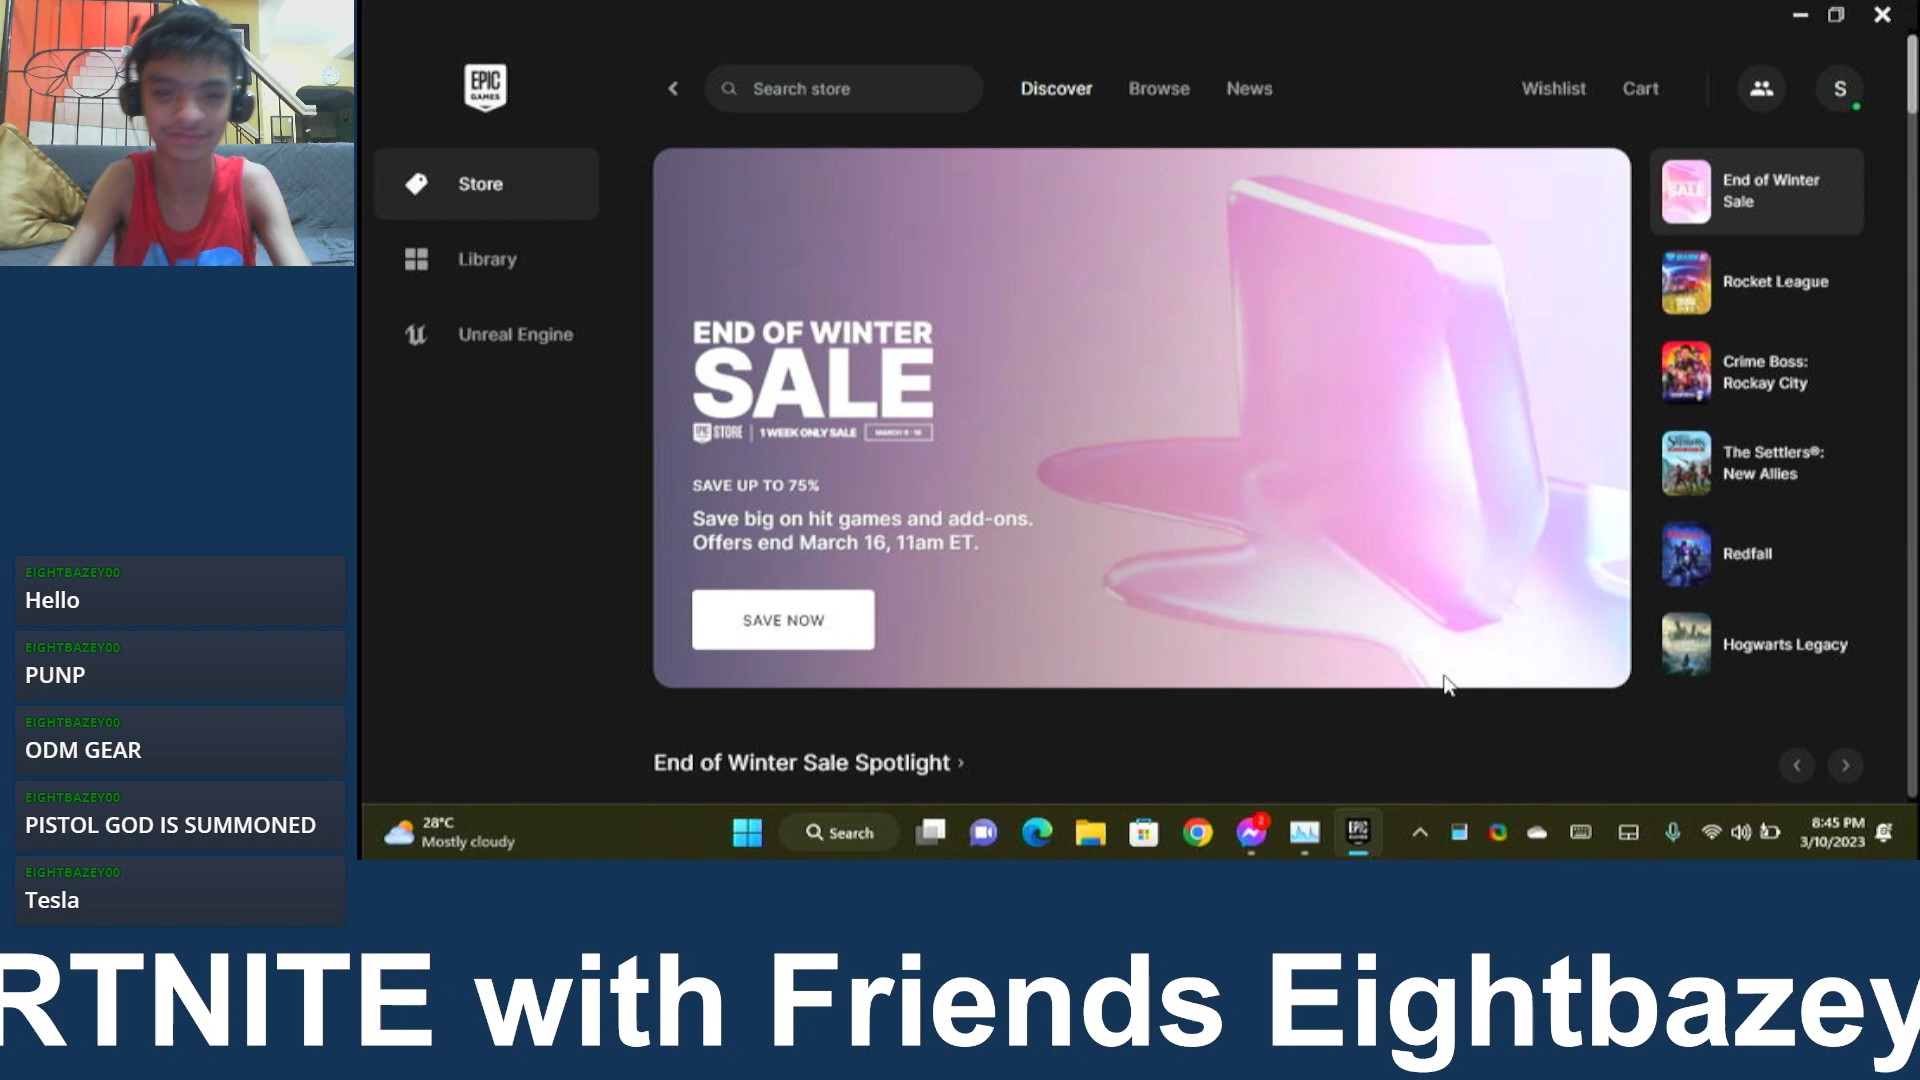 EPIC
GAMES
Search store
Discover
Browse
News
Wishlist
Cart
S
Store
Library
Unreal Engine
END OF WINTER
SALE
EPIC STORE
1 WEEK ONLY SALE
SAVE UP TO 75%
Save big on hit games and add-ons.
Offers end March 16, 11am ET.
SAVE NOW
SALE
End of Winter
Sale
Rocket League
Crime Boss:
Rockay City
The Settlers®:
New Allies
Redfall
Hogwarts Legacy
End of Winter Sale Spotlight ›
EIGHTBAZEY00
Hello
EIGHTBAZEY00
PUNP
EIGHTBAZEY00
ODM GEAR
EIGHTBAZEY00
PISTOL GOD IS SUMMONED
EIGHTBAZEY00
Tesla
28°C
Mostly cloudy
Search
2
EPIC
8:45 PM
3/10/2023
RTNITE with Friends Eightbazey